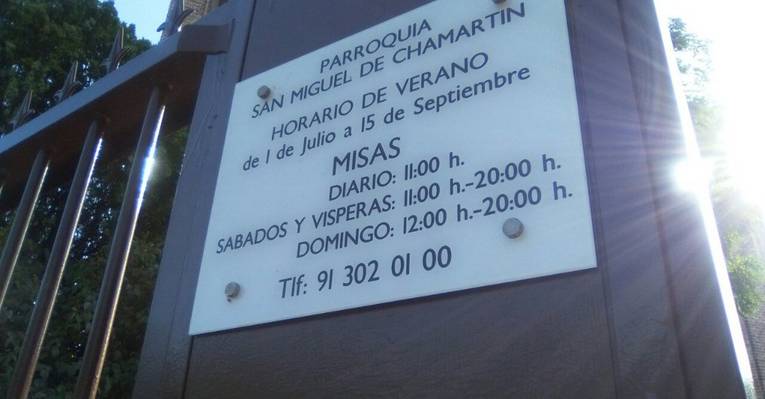 PARROQUIA
SAN MIGUEL DE CHAMARTIN
HORARIO DE VERANO
de 1 de Julio a 15 de Septiembre
MISAS
DIARIO: 11:00 h.
SABADOS Y VISPERAS: 11:00 h.-20:00 h.
DOMINGO: 12:00 h.-20:00 h.
Tlf: 91 302 01 00